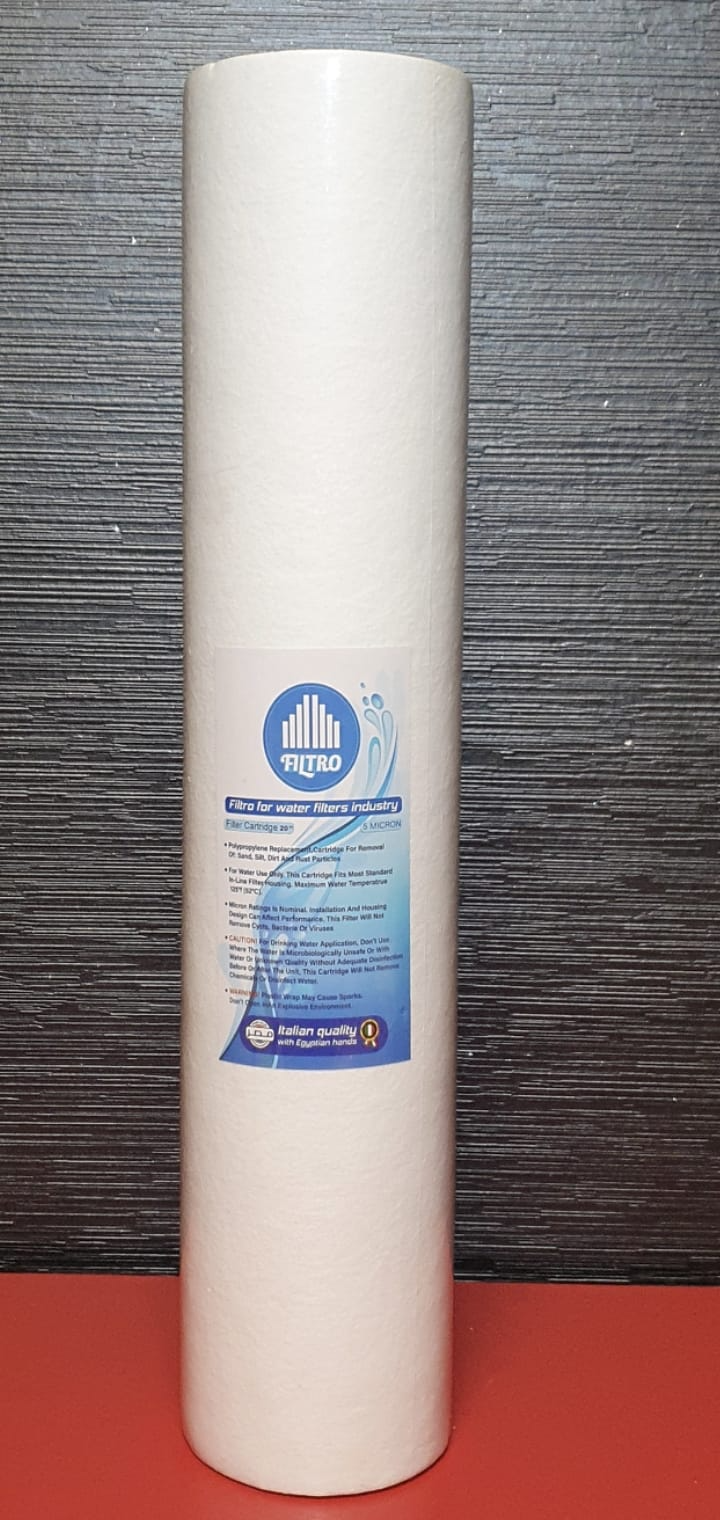 FILTRO
Filtro for water filters industry
Filter Cartridge 20"
5 MICRON
• Polypropylene Replacement Cartridge For Removal
Of: Sand, Silt, Dirt And Rust Particles
• For Water Use Only. This Cartridge Fits Most Standard
In-Line Filter Housing. Maximum Water Temperatrue
125°f (52°C).
• Micron Ratings Is Nominal. Installation And Housing
Design Can Affect Performance. This Filter Will Not
Remove Cysts, Bacteria Or Viruses
• CAUTION! For Drinking Water Application, Don't Use
Where The Water Is Microbiologically Unsafe Or With
Water Or Unknown Quality Without Adequate Disinfection
Before Or After The Unit, This Cartridge Will Not Remove
Chemicals Or Disinfect Water.
• WARNING! Plastic Wrap May Cause Sparks.
Don't Open In An Explosive Environment.
Italian quality
with Egyptian hands